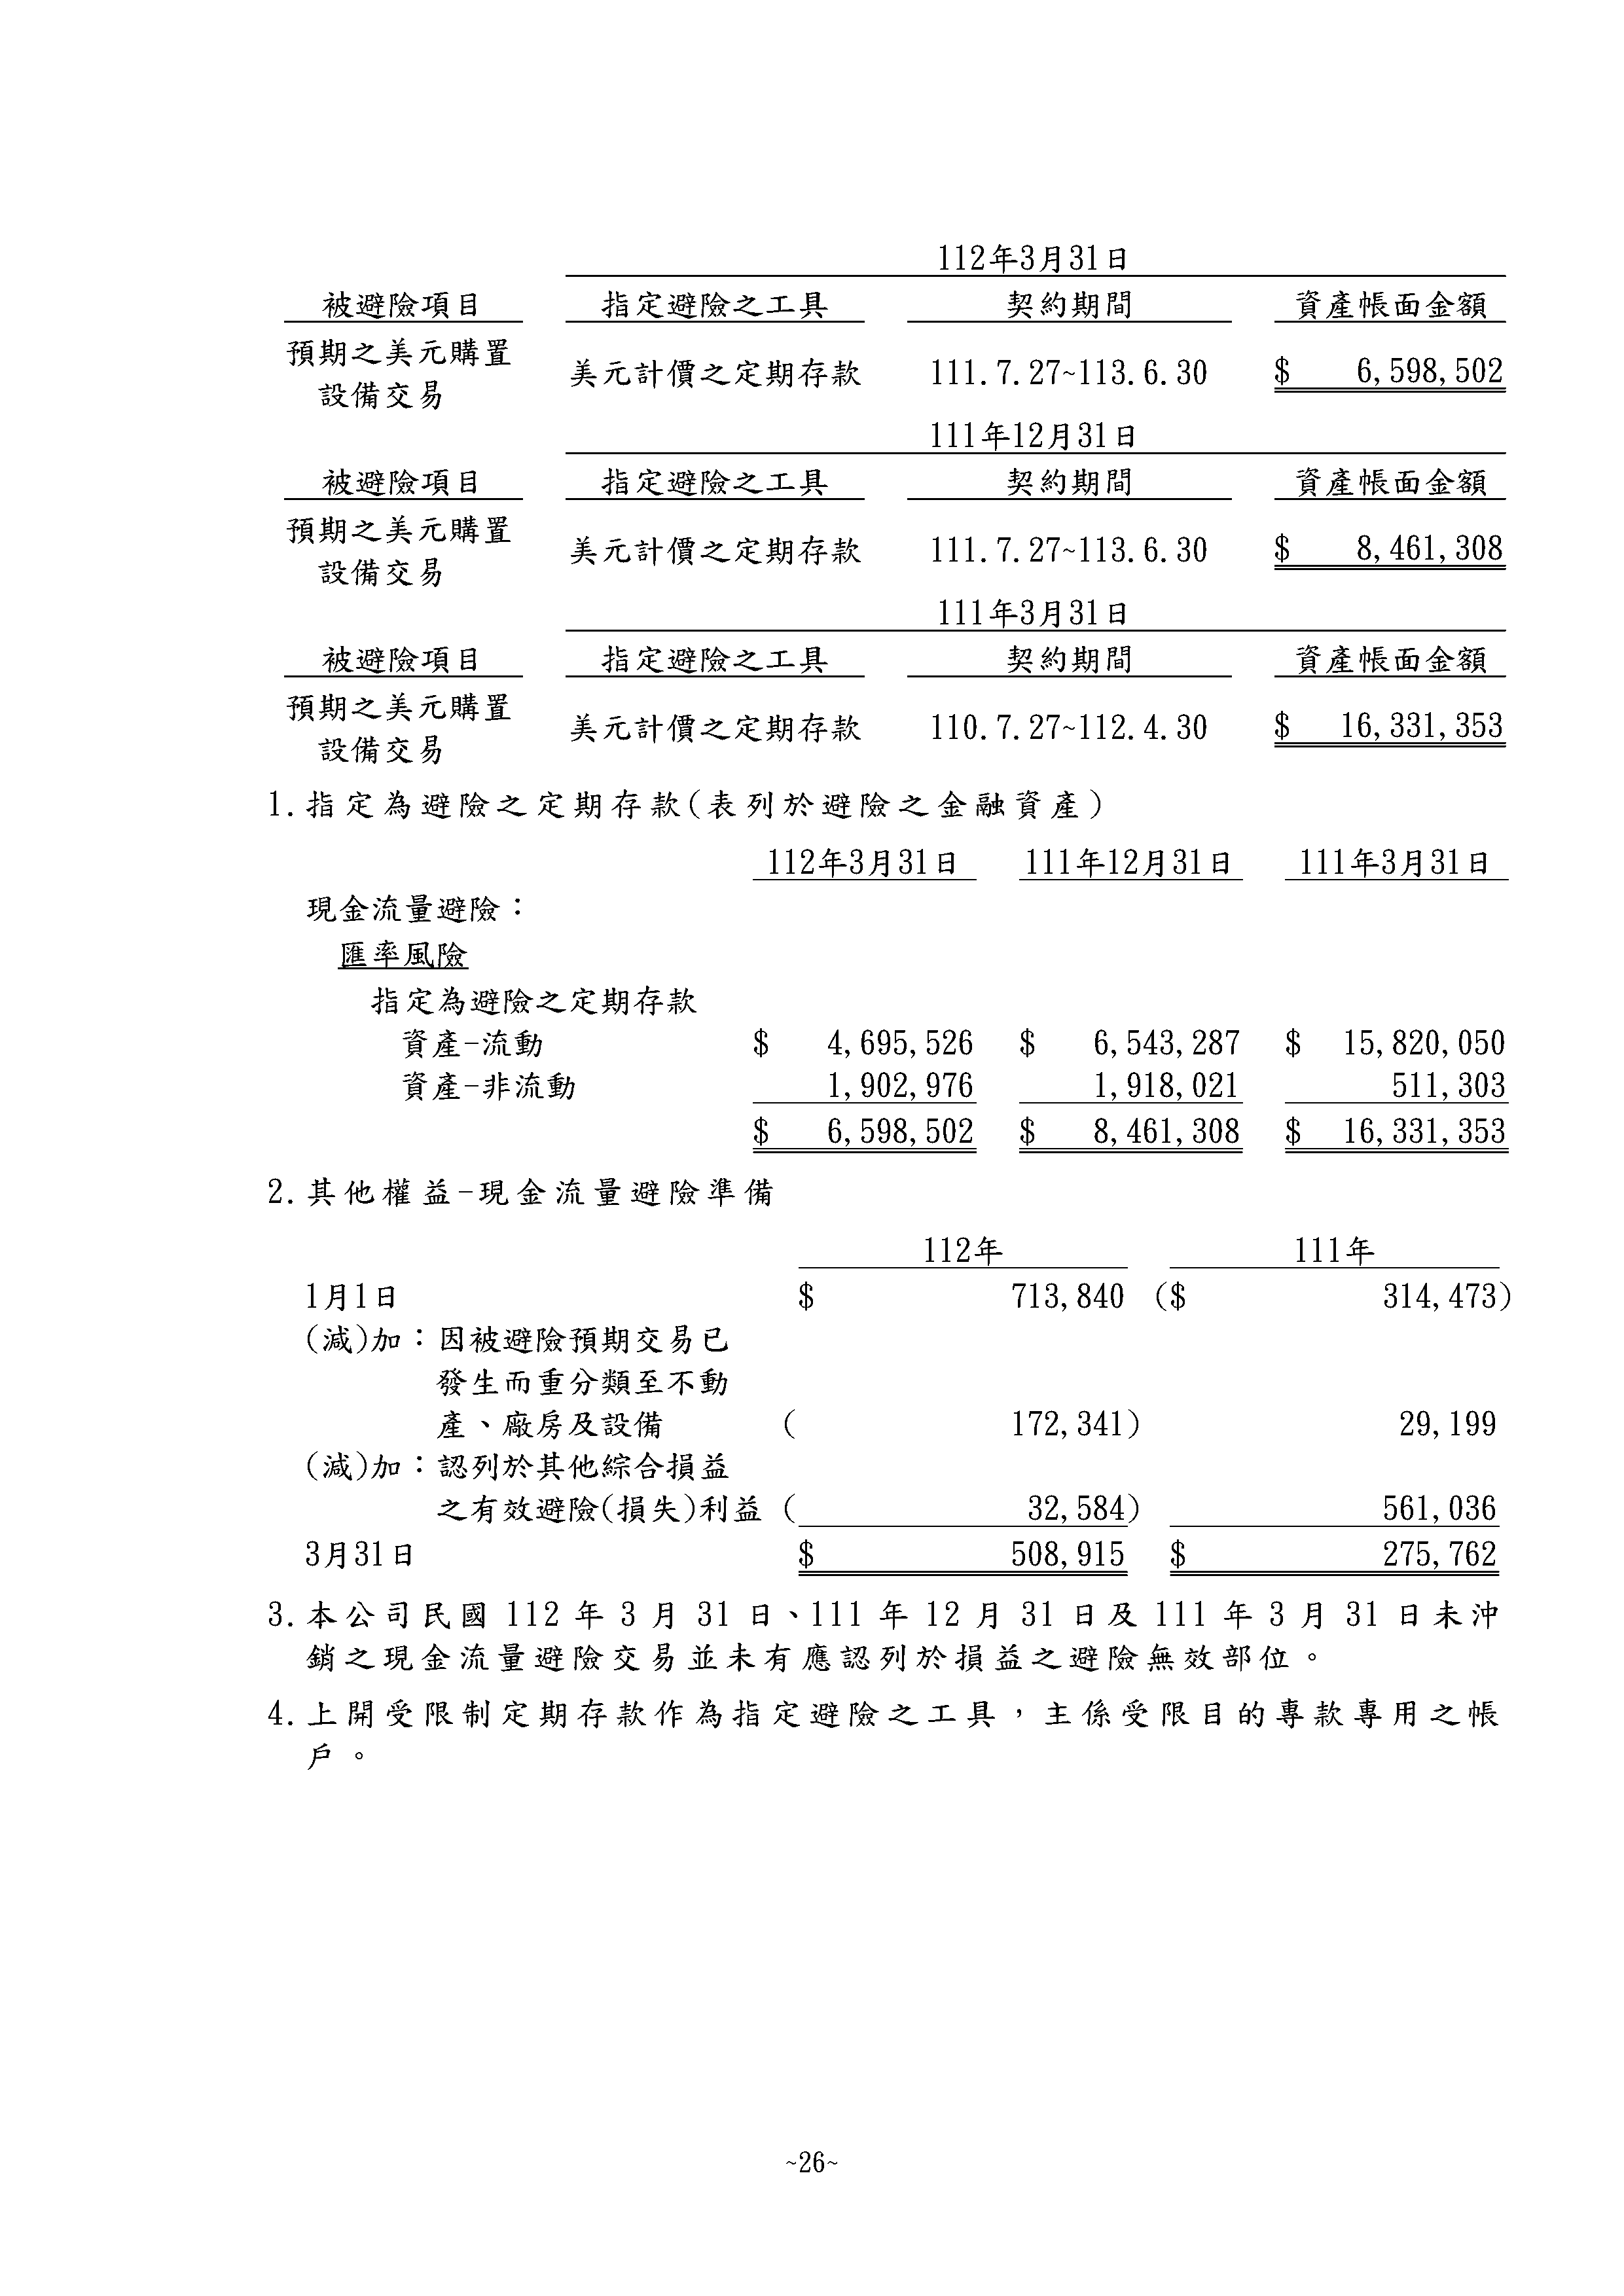 112年3月31日
被避險項目 指定避險之工具 契約期間 資產帳面金額
預期之美元購置
設備交易 美元計價之定期存款 111.7.27~113.6.30 $ 6,598,502
111年12月31日
被避險項目 指定避險之工具 契約期間 資產帳面金額
預期之美元購置
設備交易 美元計價之定期存款 111.7.27~113.6.30 $ 8,461,308
111年3月31日
被避險項目 指定避險之工具 契約期間 資產帳面金額
預期之美元購置
設備交易 美元計價之定期存款 110.7.27~112.4.30 $ 16,331,353
1.指定為避險之定期存款(表列於避險之金融資產)
112年3月31日 111年12月31日 111年3月31日
現金流量避險：
匯率風險
指定為避險之定期存款
資產-流動 $ 4,695,526 $ 6,543,287 $ 15,820,050
資產-非流動 1,902,976 1,918,021 511,303
$ 6,598,502 $ 8,461,308 $ 16,331,353
2.其他權益-現金流量避險準備
112年 111年
1月1日 $ 713,840 ($ 314,473)
(減)加：因被避險預期交易已
發生而重分類至不動
產、廠房及設備 ( 172,341) 29,199
(減)加：認列於其他綜合損益
之有效避險(損失)利益 ( 32,584) 561,036
3月31日 $ 508,915 $ 275,762
3.本公司民國 112 年 3 月 31 日、111 年 12 月 31 日及 111 年 3 月 31 日未沖
銷之現金流量避險交易並未有應認列於損益之避險無效部位。
4.上開受限制定期存款作為指定避險之工具，主係受限目的專款專用之帳
戶。
~26~